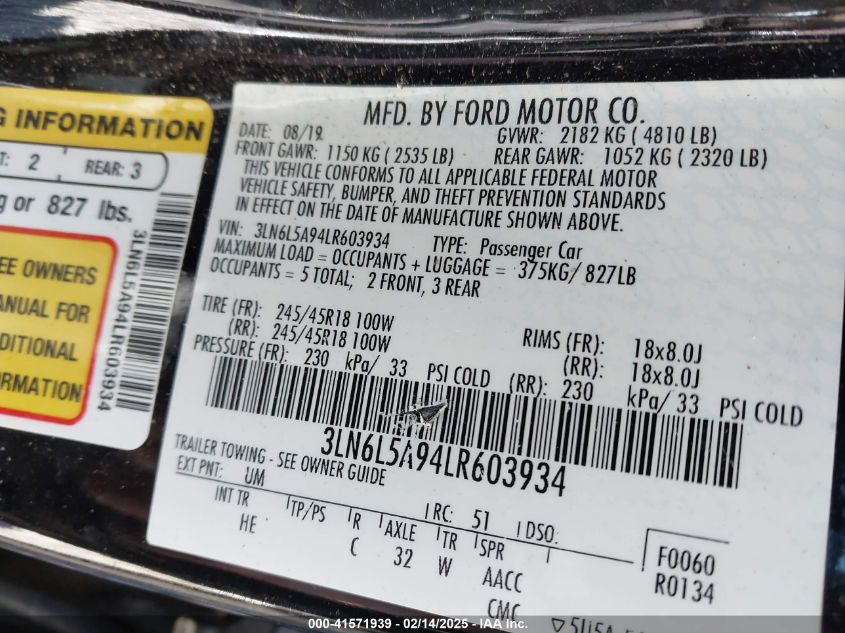 G INFORMATION
T: 2 REAR: 3
g or 827 lbs.
EE OWNERS
ANUAL FOR
DITIONAL
RMATION
3LN6L5A94LR603934
MFD. BY FORD MOTOR CO.
DATE: 08/19 GVWR: 2182 KG ( 4810 LB)
FRONT GAWR: 1150 KG ( 2535 LB) REAR GAWR: 1052 KG ( 2320 LB)
THIS VEHICLE CONFORMS TO ALL APPLICABLE FEDERAL MOTOR
VEHICLE SAFETY, BUMPER, AND THEFT PREVENTION STANDARDS
IN EFFECT ON THE DATE OF MANUFACTURE SHOWN ABOVE.
VIN: 3LN6L5A94LR603934 TYPE: Passenger Car
MAXIMUM LOAD = OCCUPANTS + LUGGAGE = 375KG/ 827LB
OCCUPANTS = 5 TOTAL; 2 FRONT, 3 REAR
TIRE (FR): 245/45R18 100W RIMS (FR): 18x8.0J
(RR): 245/45R18 100W (RR): 18x8.0J
PRESSURE (FR): 230 kPa/ 33 PSI COLD (RR): 230 kPa/ 33 PSI COLD
3LN6L5A94LR603934
TRAILER TOWING - SEE OWNER GUIDE
EXT PNT: UM RC: 51 DSO:
INT TR TP/PS R AXLE TR SPR
HE C 32 W AACC
CMC
F0060
R0134
000-41571939 - 02/14/2025 - IAA Inc.